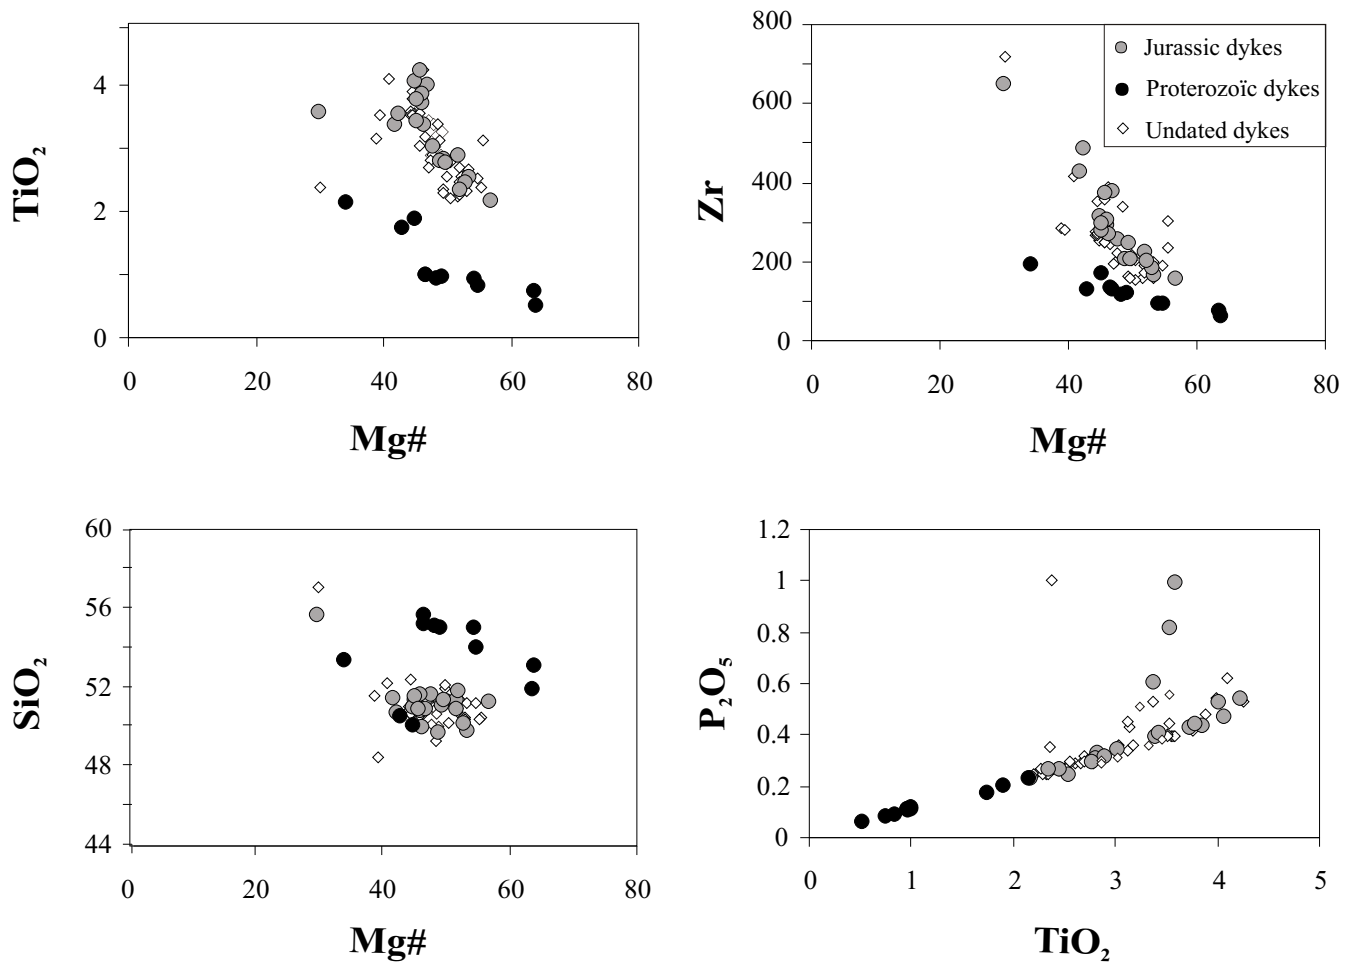 4
2
0
TiO₂
0 20 40 60 80
Mg#
800
600
400
200
0
Zr
0 20 40 60 80
Mg#
Jurassic dykes
Proterozoïc dykes
Undated dykes
60
56
52
48
44
SiO₂
0 20 40 60 80
Mg#
1.2
1
0.8
0.6
0.4
0.2
0
P₂O₅
0 1 2 3 4 5
TiO₂